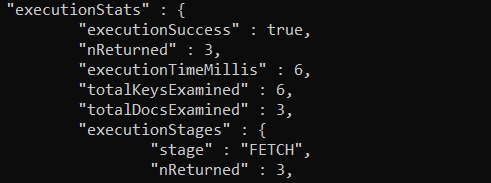 "executionStats" : {
"executionSuccess" : true,
"nReturned" : 3,
"executionTimeMillis" : 6,
"totalKeysExamined" : 6,
"totalDocsExamined" : 3,
"executionStages" : {
"stage" : "FETCH",
"nReturned" : 3,